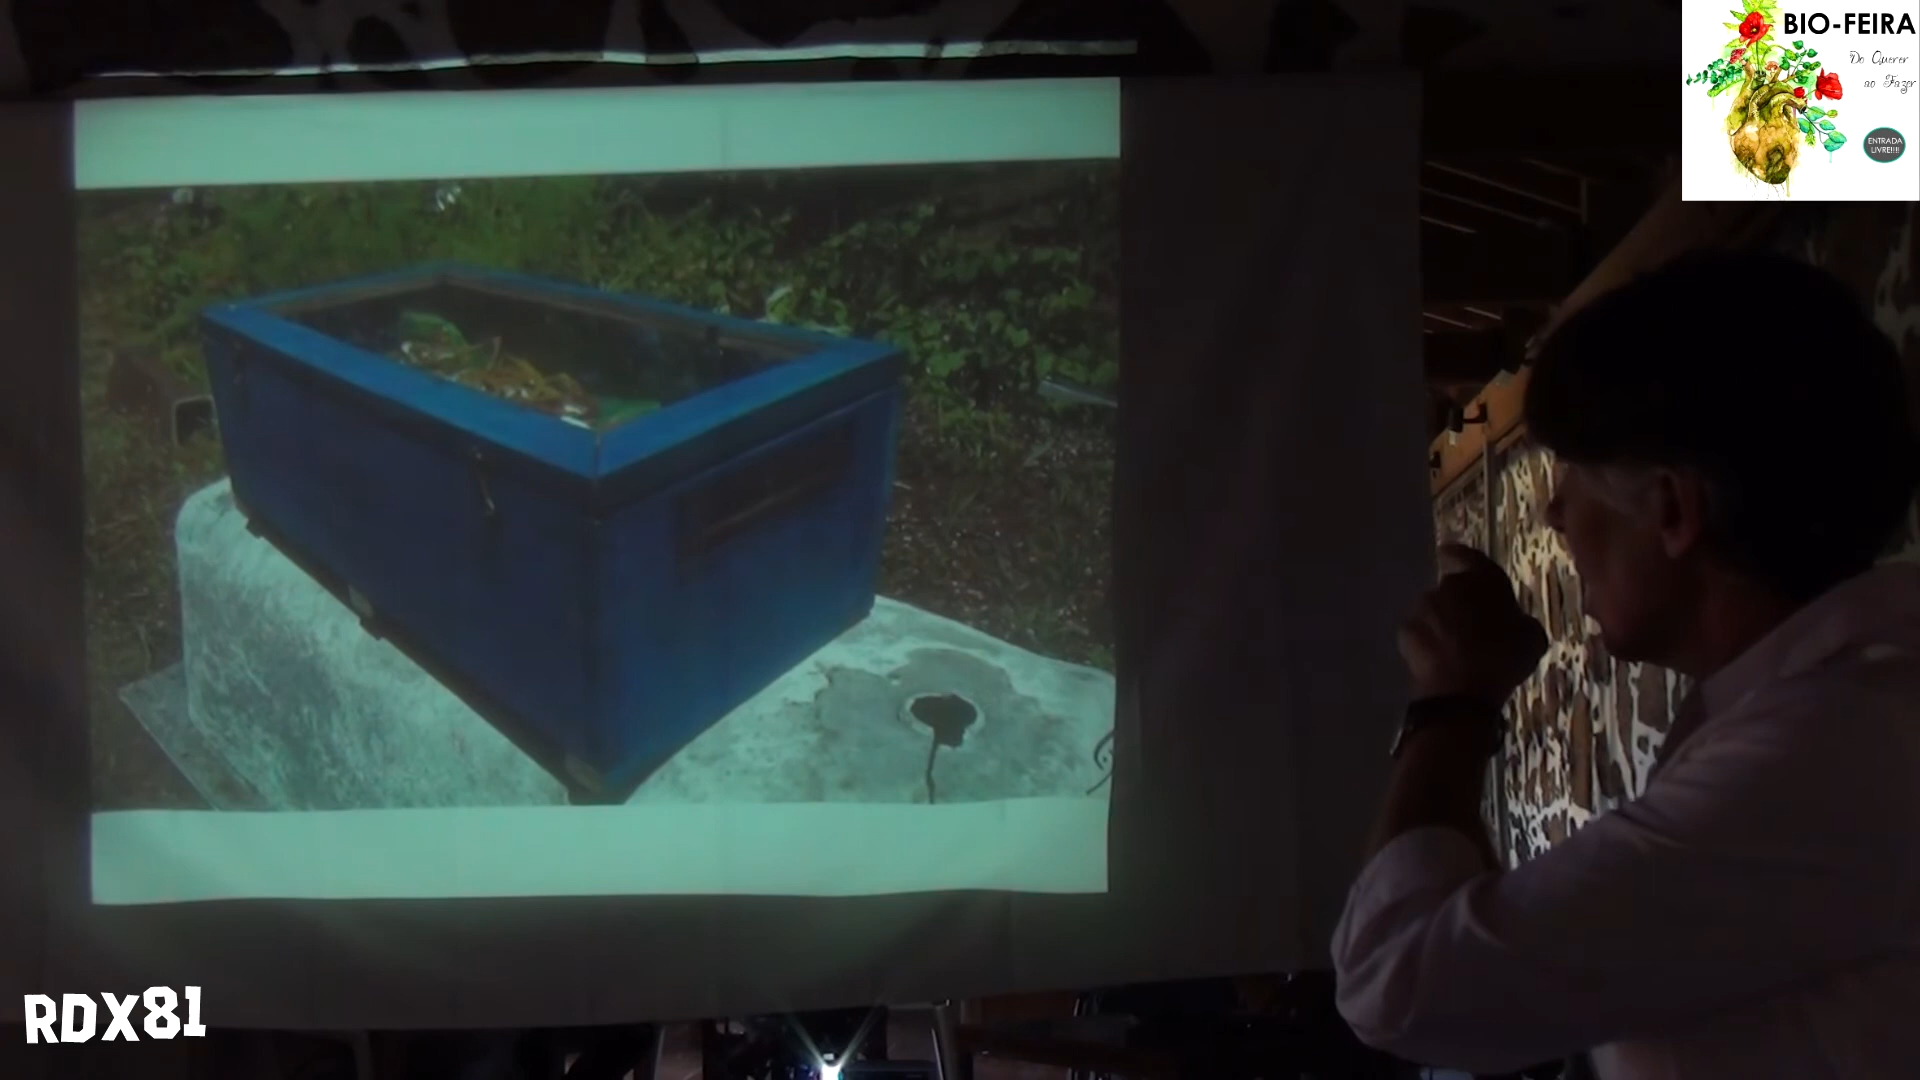 BIO-FEIRA
Do Querer
ao Fazer
ENTRADA
LIVRE!!!!
RDX81